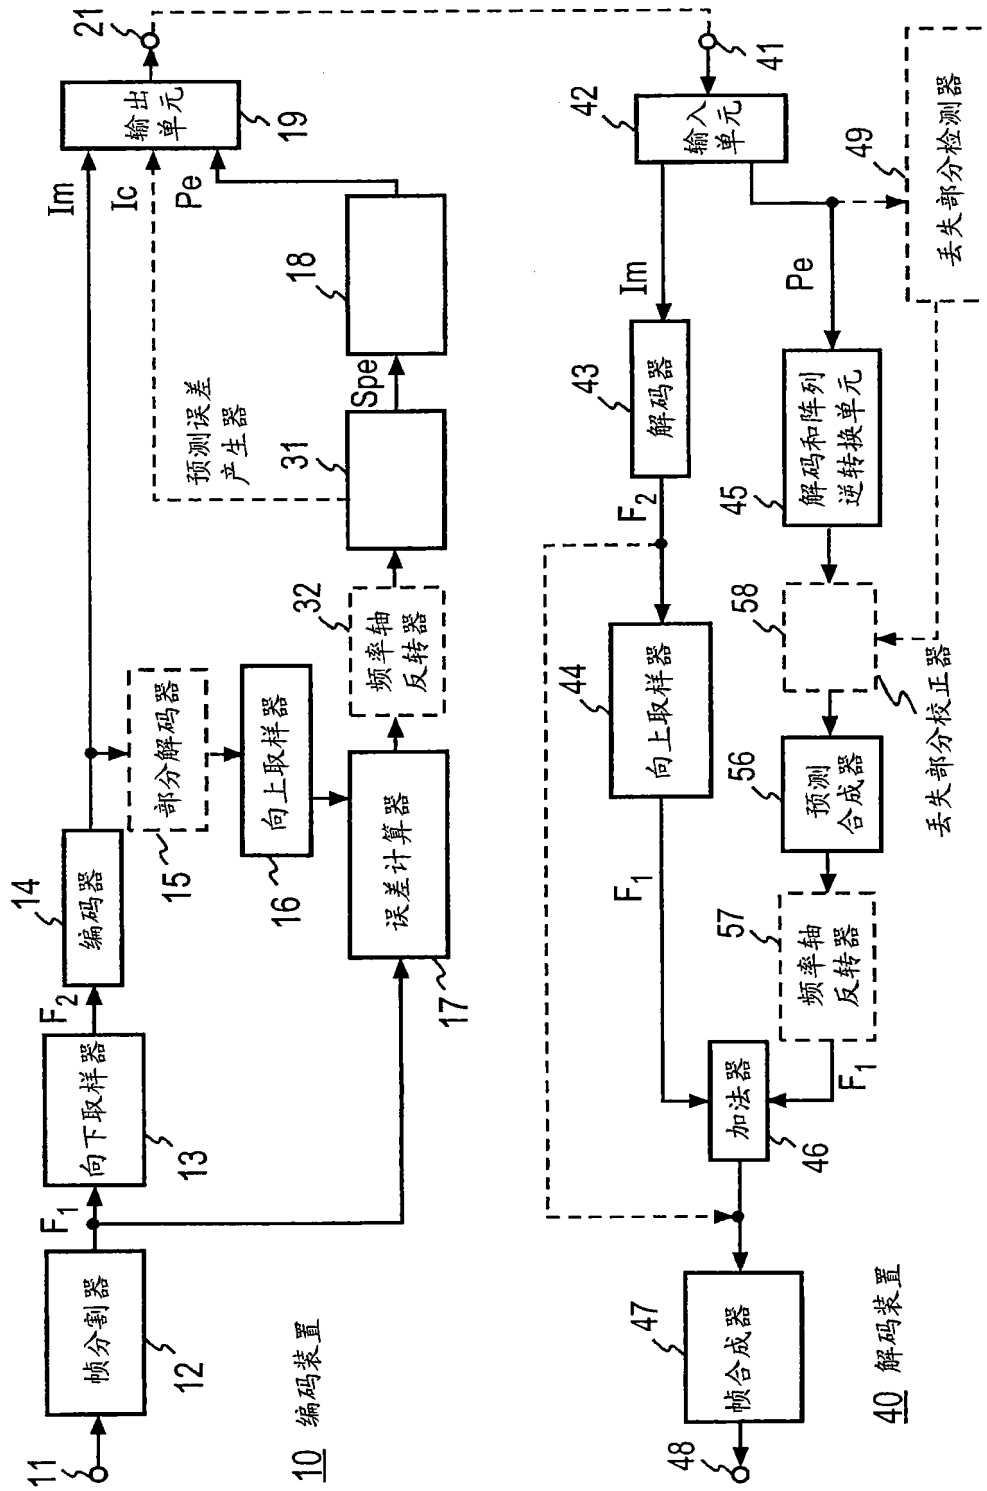 11
帧分割器
12
F1
向下取样器
13
F2
编码器
14
部分解码器
15
向上取样器
16
误差计算器
17
频率轴
反转器
32
31
预测误差
产生器
Spe
18
Im
Ic
Pe
输出
单元
19
21
10 编码装置
41
输入
单元
42
Im
解码器
43
F2
向上取样器
44
F1
Pe
49
丢失部分检测器
解码和阵列
逆转换单元
45
58
丢失部分校正器
预测
合成器
56
频率轴
反转器
57
F1
加法器
46
帧合成器
47
48
40 解码装置